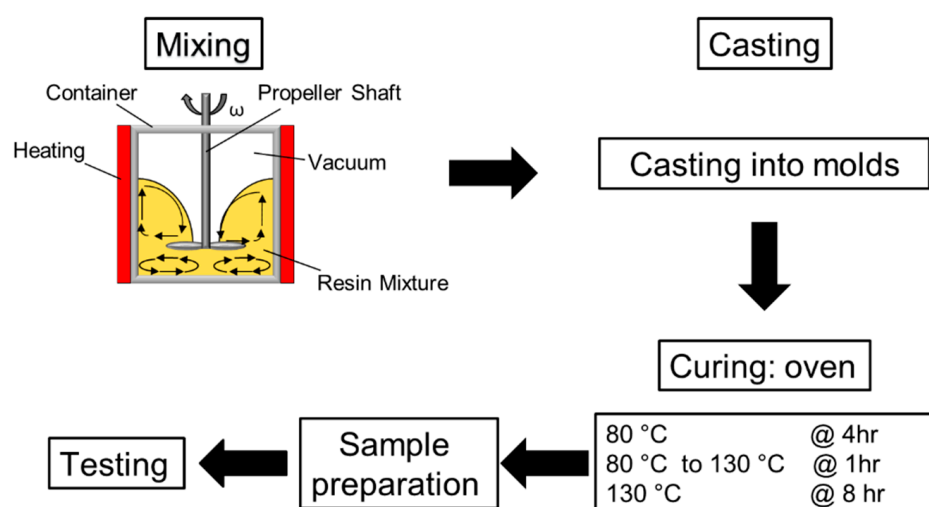 Mixing
Casting
Container
Propeller Shaft
ω
Heating
Vacuum
Resin Mixture
Casting into molds
Curing: oven
80 °C @ 4hr
80 °C to 130 °C @ 1hr
130 °C @ 8 hr
Sample
preparation
Testing